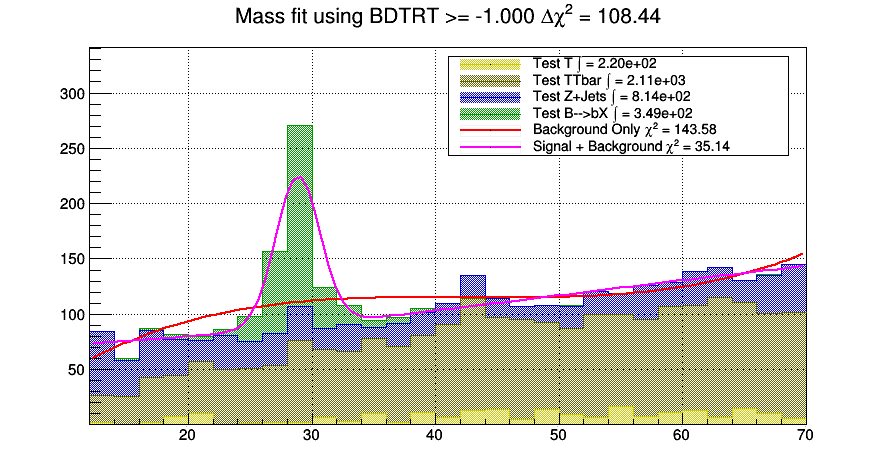 Mass fit using BDTRT >= -1.000 Δχ² = 108.44
Test T ∫ = 2.20e+02
Test TTbar ∫ = 2.11e+03
Test Z+Jets ∫ = 8.14e+02
Test B-->bX ∫ = 3.49e+02
Background Only χ² = 143.58
Signal + Background χ² = 35.14
300
250
200
150
100
50
20 30 40 50 60 70